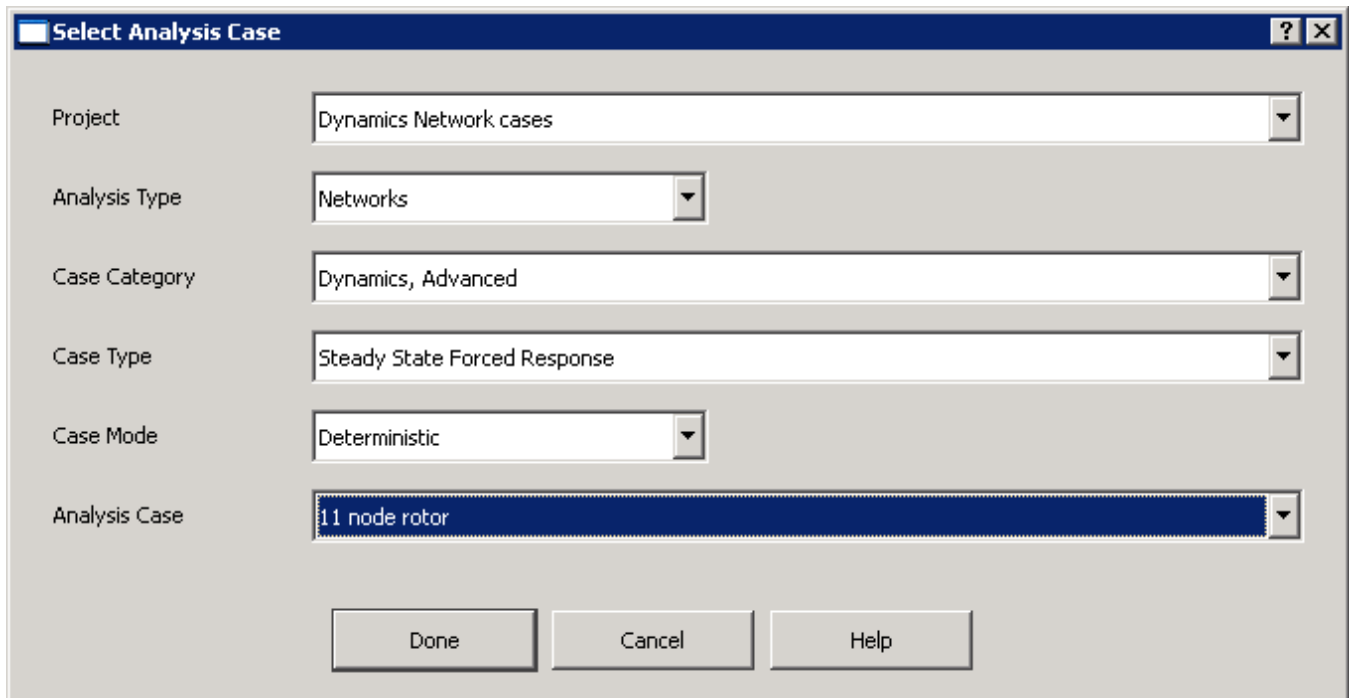 Select Analysis Case
Project Dynamics Network cases
Analysis Type Networks
Case Category Dynamics, Advanced
Case Type Steady State Forced Response
Case Mode Deterministic
Analysis Case 11 node rotor
Done Cancel Help